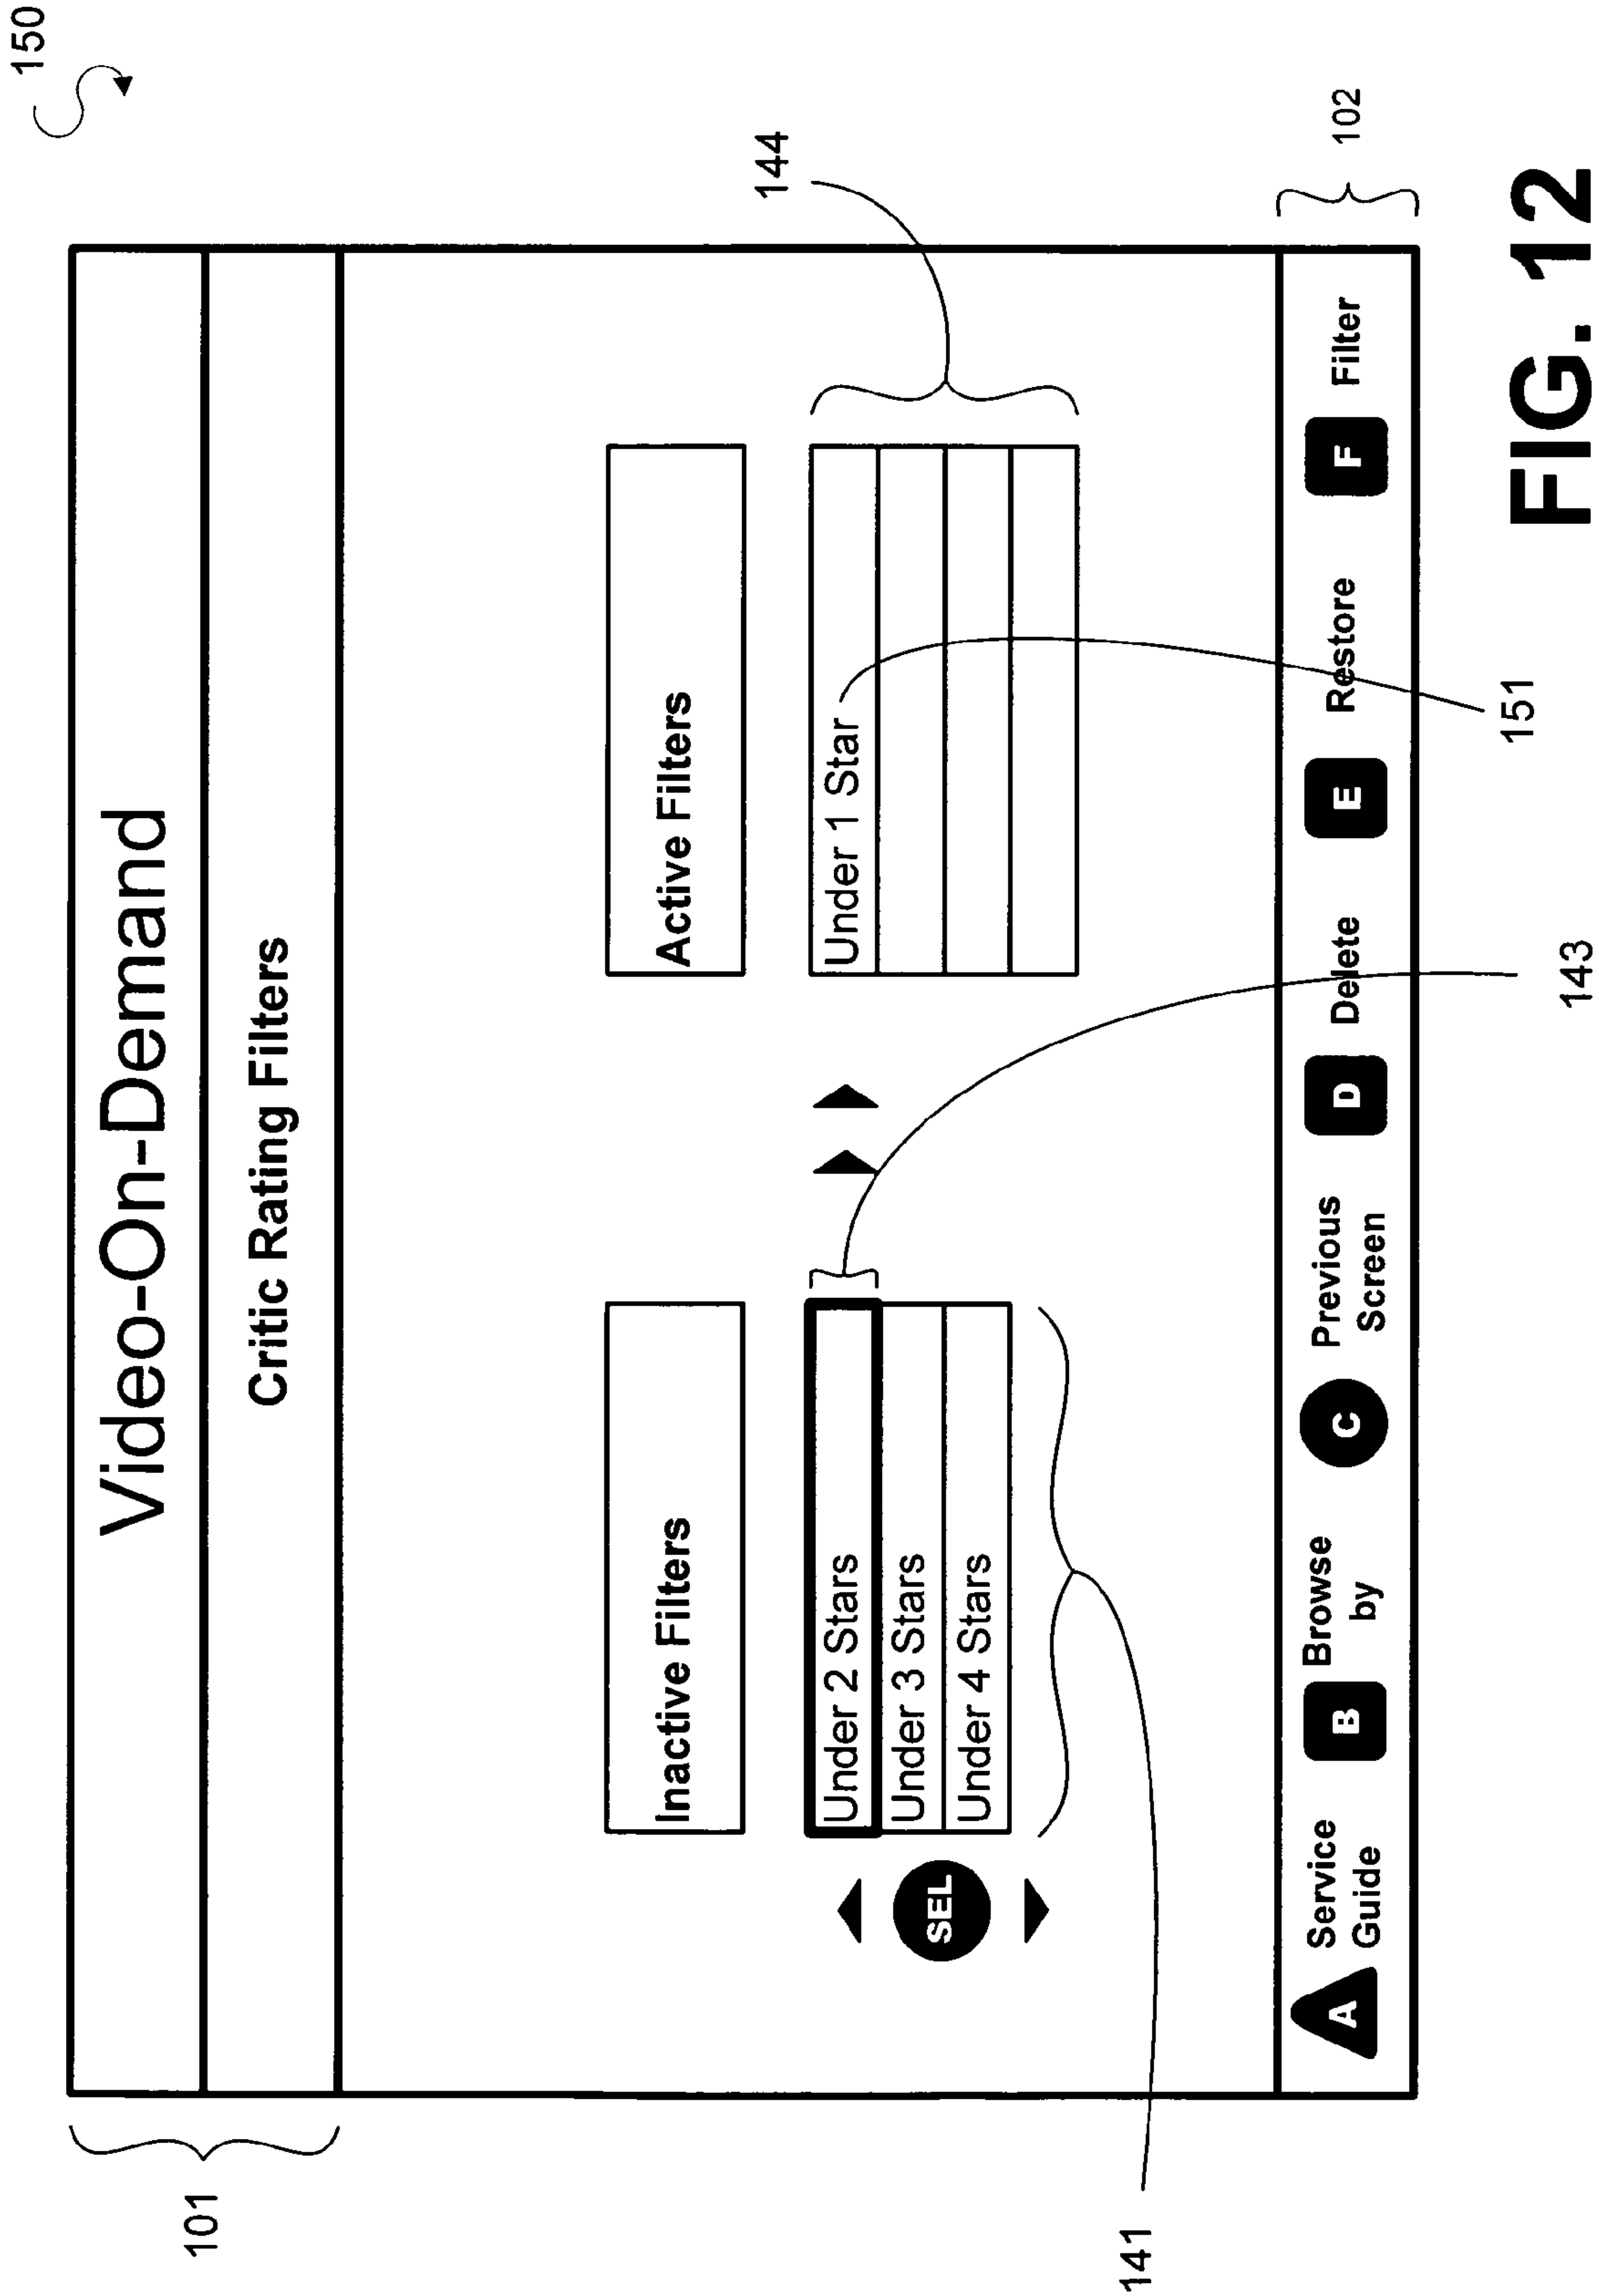 150
Video-On-Demand
101
Critic Rating Filters
Inactive Filters
Active Filters
144
Under 2 Stars
Under 3 Stars
Under 4 Stars
Under 1 Star
SEL
141
A Service Guide
B Browse by
C Previous Screen
D Delete
E Restore
F Filter
102
143
151
FIG. 12